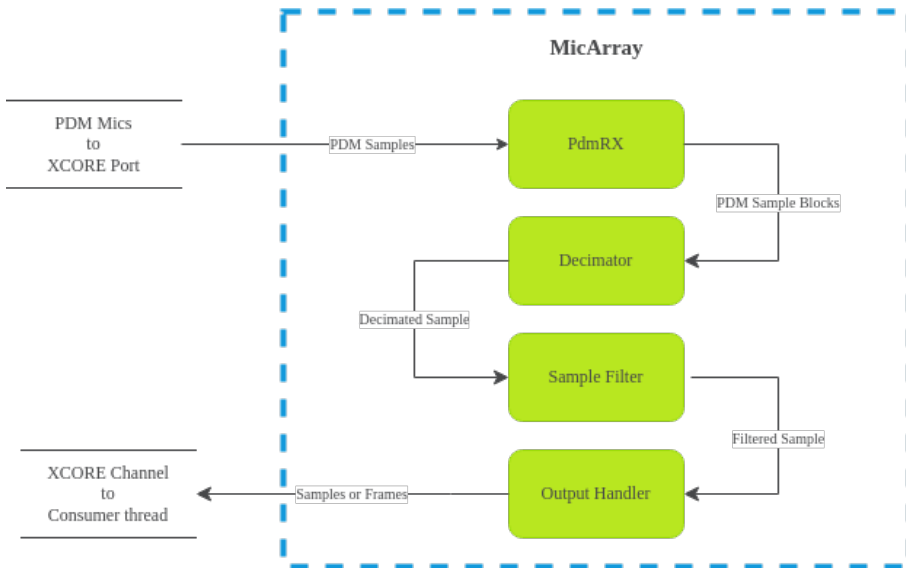 MicArray
PDM Mics
to
XCORE Port
PDM Samples
PdmRX
PDM Sample Blocks
Decimator
Decimated Sample
Sample Filter
Filtered Sample
Output Handler
Samples or Frames
XCORE Channel
to
Consumer thread